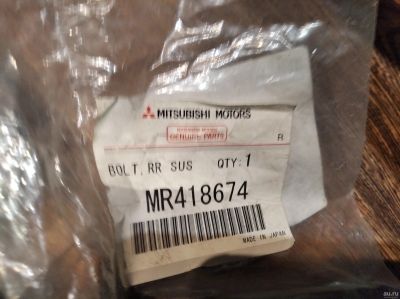 MITSUBISHI MOTORS
GENUINE PARTS
R
BOLT, RR SUS QTY:1
MR418674
MADE IN JAPAN
au.ru